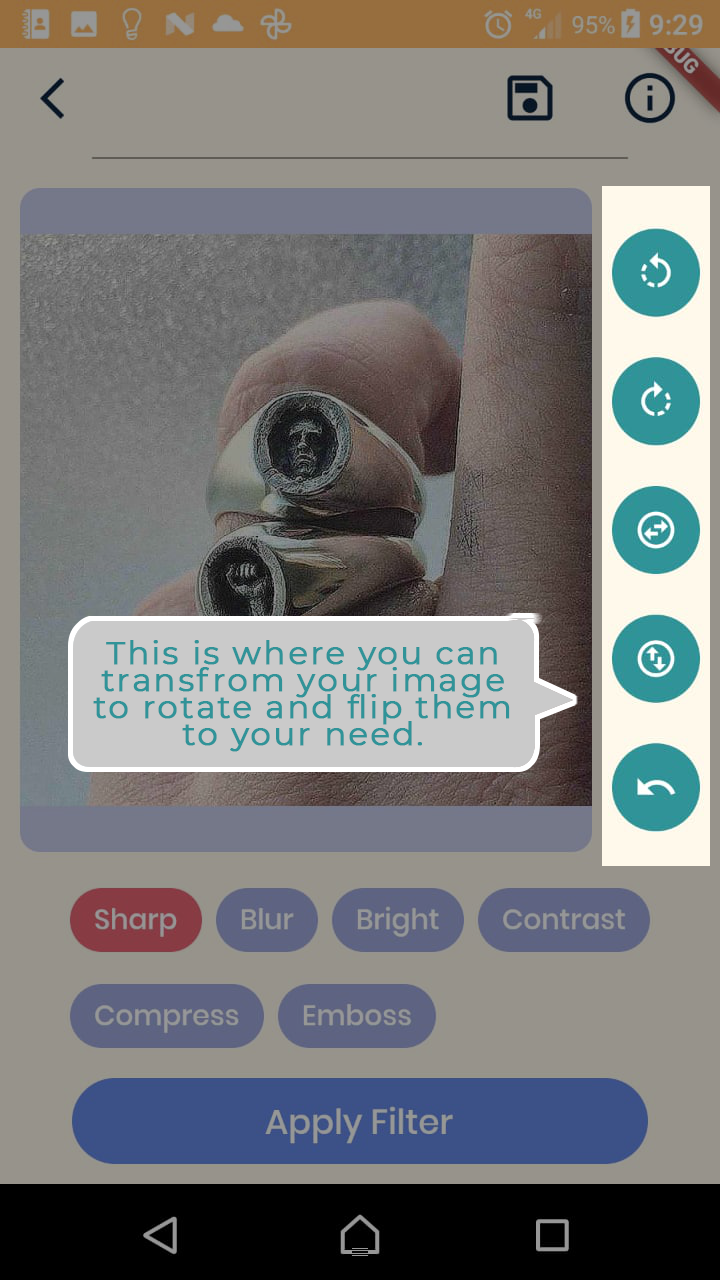 4G 95% 9:29
This is where you can
transfrom your image
to rotate and flip them
to your need.
Sharp Blur Bright Contrast
Compress Emboss
Apply Filter